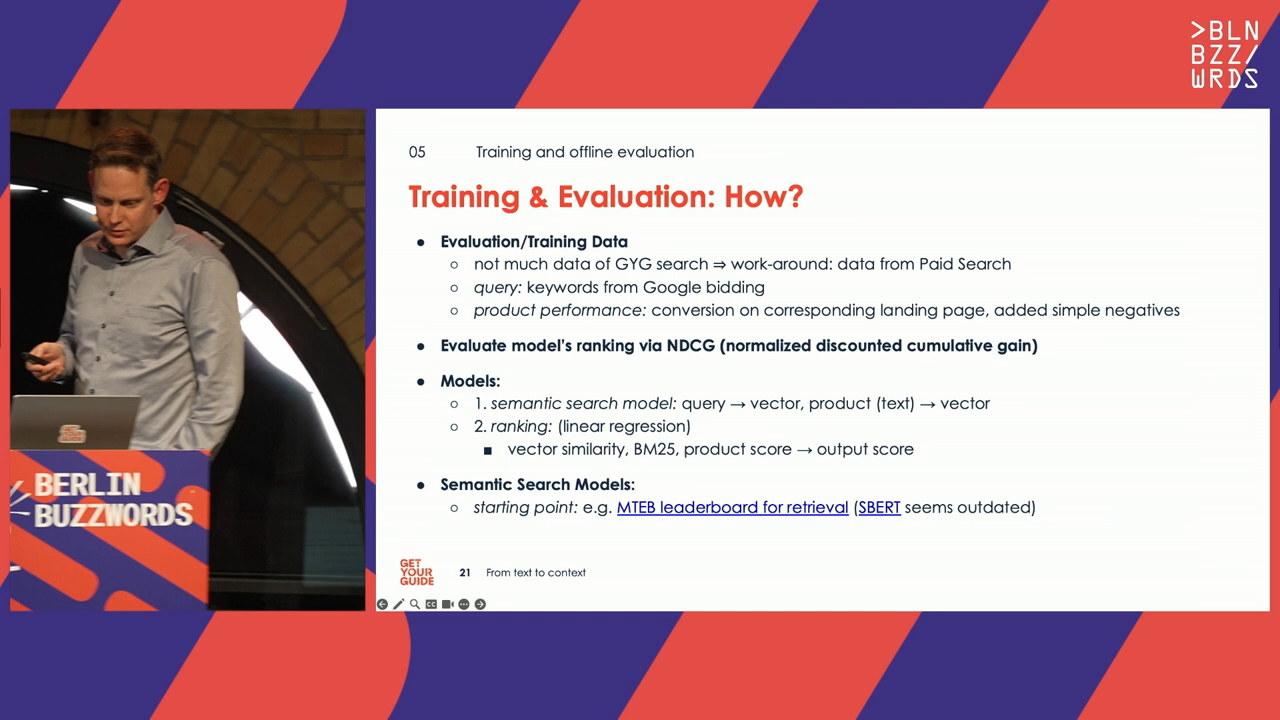 >BLN
BZZ/
WRDS
05 Training and offline evaluation
Training & Evaluation: How?
● Evaluation/Training Data
○ not much data of GYG search ⇒ work-around: data from Paid Search
○ query: keywords from Google bidding
○ product performance: conversion on corresponding landing page, added simple negatives
● Evaluate model's ranking via NDCG (normalized discounted cumulative gain)
● Models:
○ 1. semantic search model: query → vector, product (text) → vector
○ 2. ranking: (linear regression)
■ vector similarity, BM25, product score → output score
● Semantic Search Models:
○ starting point: e.g. MTEB leaderboard for retrieval (SBERT seems outdated)
GET
YOUR
GUIDE
21 From text to context
CC
BERLIN
BUZZWORDS